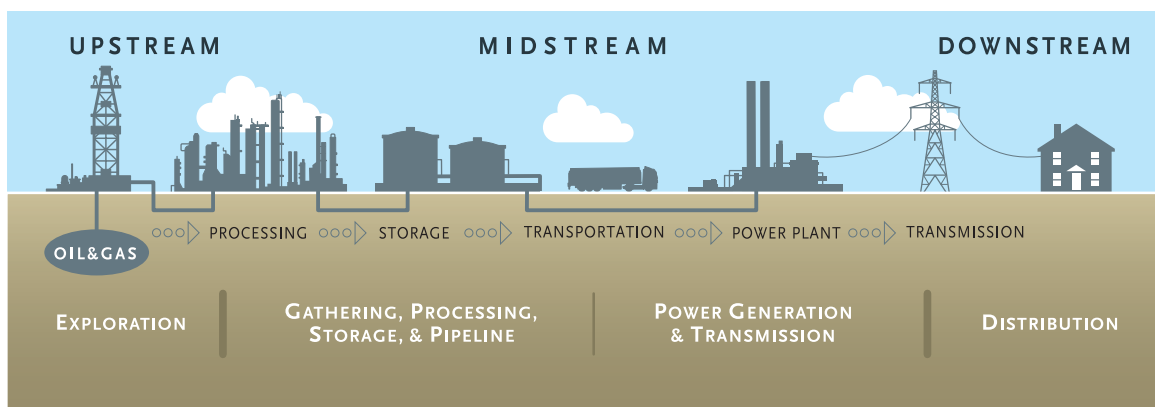 UPSTREAM
MIDSTREAM
DOWNSTREAM
OIL&GAS
PROCESSING
STORAGE
TRANSPORTATION
POWER PLANT
TRANSMISSION
EXPLORATION
GATHERING, PROCESSING,
STORAGE, & PIPELINE
POWER GENERATION
& TRANSMISSION
DISTRIBUTION